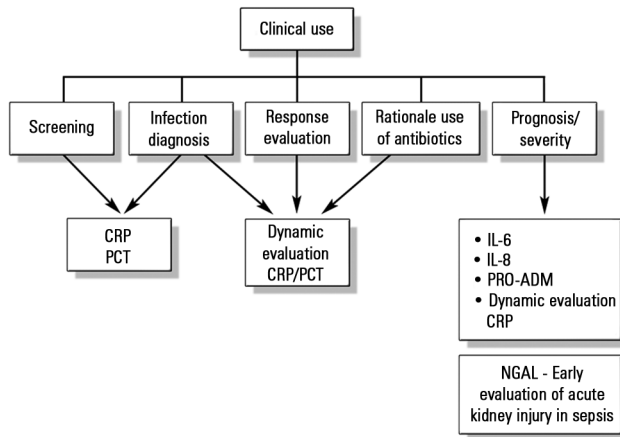 Clinical use
Screening
Infection
diagnosis
Response
evaluation
Rationale use
of antibiotics
Prognosis/
severity
CRP
PCT
Dynamic
evaluation
CRP/PCT
• IL-6
• IL-8
• PRO-ADM
• Dynamic evaluation
CRP
NGAL - Early
evaluation of acute
kidney injury in sepsis